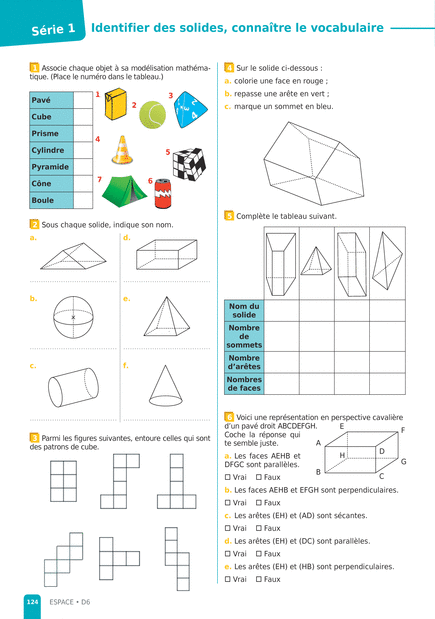 Série 1
Identifier des solides, connaître le vocabulaire
1 Associe chaque objet à sa modélisation mathéma-
tique. (Place le numéro dans le tableau.)
Pavé
Cube
Prisme
Cylindre
Pyramide
Cône
Boule
1
2
3
4
5
7
6
2 Sous chaque solide, indique son nom.
a.
d.
b.
e.
c.
f.
3 Parmi les figures suivantes, entoure celles qui sont
des patrons de cube.
4 Sur le solide ci-dessous :
a. colorie une face en rouge ;
b. repasse une arête en vert ;
c. marque un sommet en bleu.
5 Complète le tableau suivant.
Nom du
solide
Nombre
de
sommets
Nombre
d'arêtes
Nombres
de faces
6 Voici une représentation en perspective cavalière
d'un pavé droit ABCDEFGH.
Coche la réponse qui
te semble juste.
E
F
A
D
H
G
B
C
a. Les faces AEHB et
DFGC sont parallèles.
☐ Vrai ☐ Faux
b. Les faces AEHB et EFGH sont perpendiculaires.
☐ Vrai ☐ Faux
c. Les arêtes (EH) et (AD) sont sécantes.
☐ Vrai ☐ Faux
d. Les arêtes (EH) et (DC) sont parallèles.
☐ Vrai ☐ Faux
e. Les arêtes (EH) et (HB) sont perpendiculaires.
☐ Vrai ☐ Faux
124
ESPACE • D6